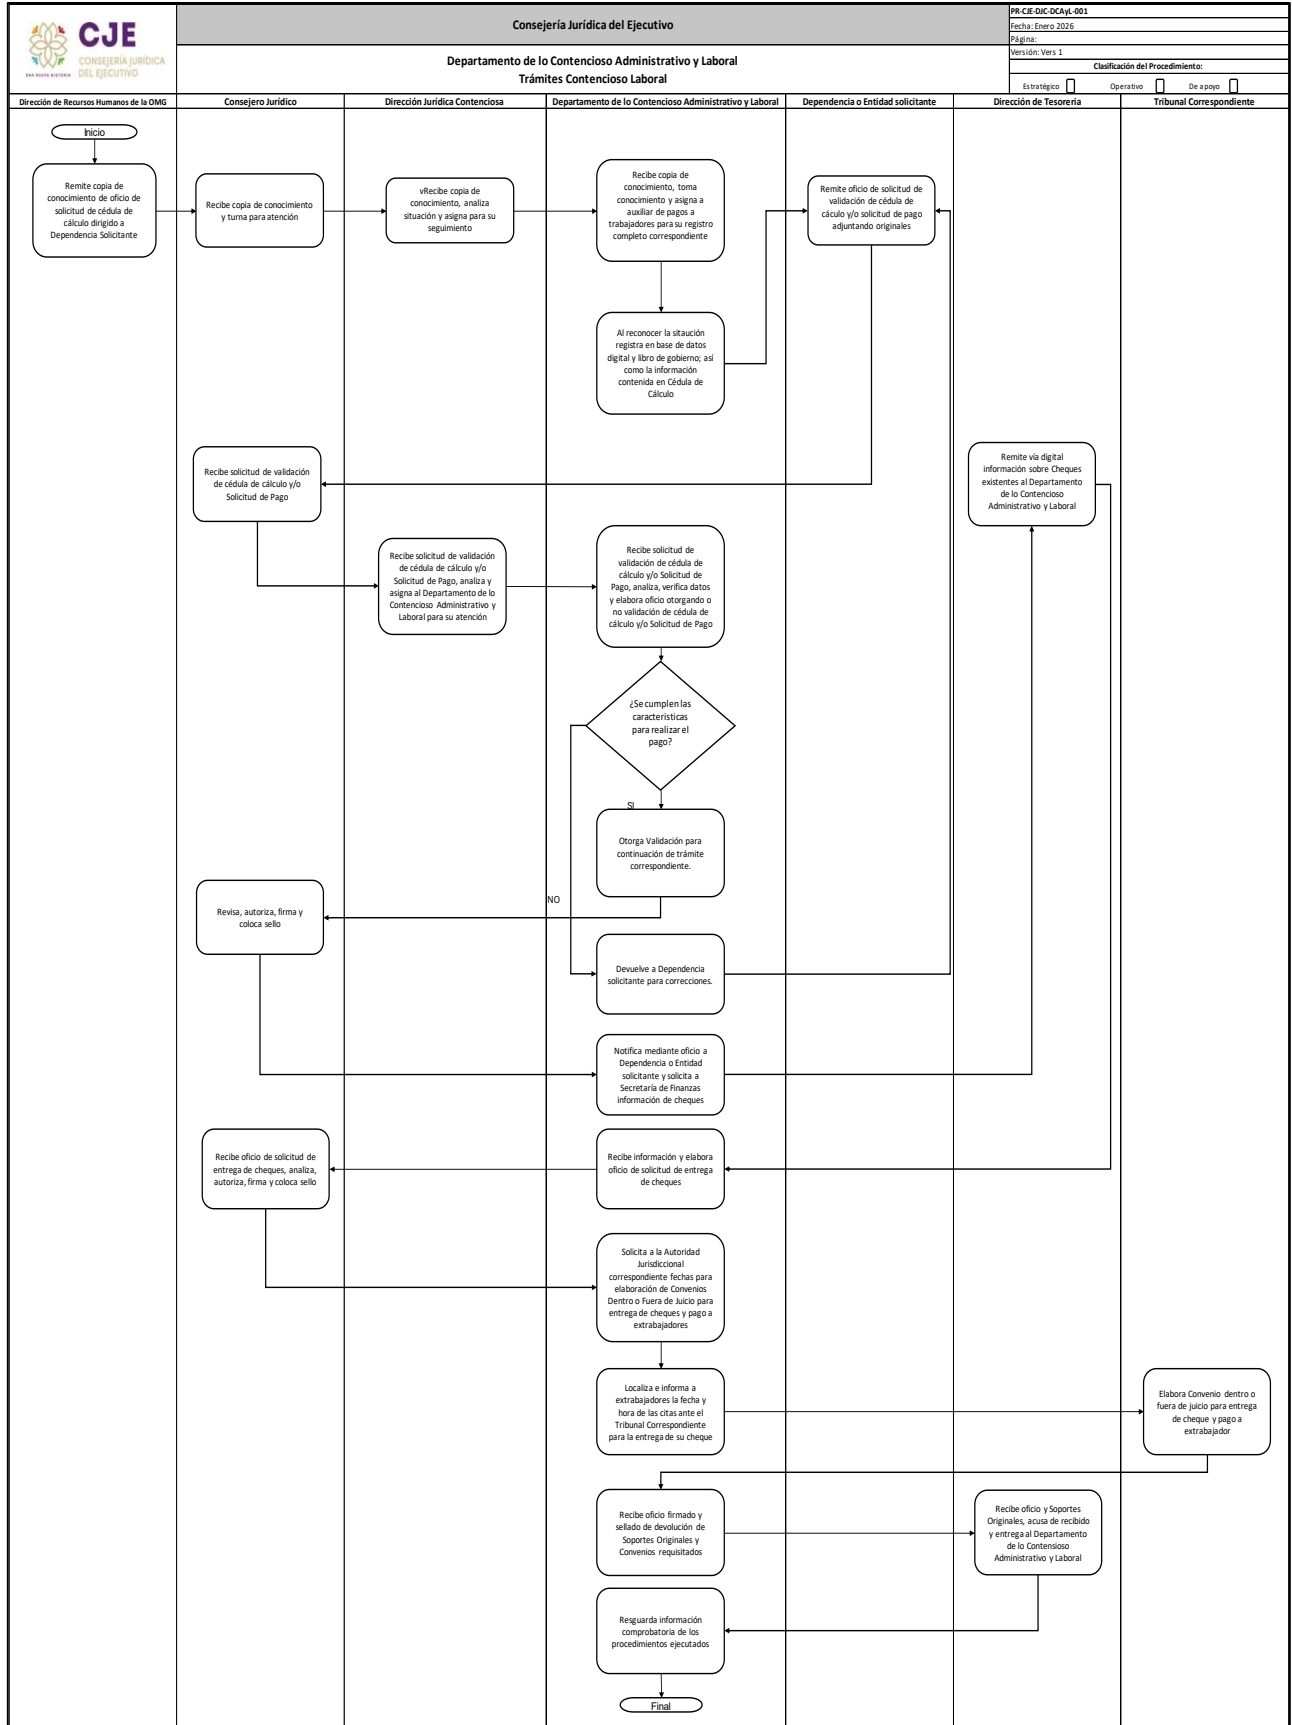 CJE
CONSEJERÍA JURÍDICA
DEL EJECUTIVO
UNA NUEVA HISTORIA
Consejería Jurídica del Ejecutivo
Departamento de lo Contencioso Administrativo y Laboral
Trámites Contencioso Laboral
PR-CJE-DJC-DCAyL-001
Fecha: Enero 2026
Página:
Versión: Vers 1
Clasificación del Procedimiento:
Estratégico
Operativo
De apoyo
Dirección de Recursos Humanos de la OMG
Consejero Jurídico
Dirección Jurídica Contenciosa
Departamento de lo Contencioso Administrativo y Laboral
Dependencia o Entidad solicitante
Dirección de Tesoreria
Tribunal Correspondiente
Inicio
Remite copia de
conocimiento de oficio de
solicitud de cédula de
cálculo dirigido a
Dependencia Solicitante
Recibe copia de conocimiento
y turna para atención
vRecibe copia de
conocimiento, analiza
situación y asigna para su
seguimiento
Recibe copia de
conocimiento, toma
conocimiento y asigna a
auxiliar de pagos a
trabajadores para su registro
completo correspondiente
Remite oficio de solicitud de
validación de cédula de
cáculo y/o solicitud de pago
adjuntando originales
Al reconocer la sitaución
registra en base de datos
digital y libro de gobierno; así
como la información
contenida en Cédula de
Cálculo
Recibe solicitud de validación
de cédula de cálculo y/o
Solicitud de Pago
Remite vía digital
información sobre Cheques
existentes al Departamento
de lo Contencioso
Administrativo y Laboral
Recibe solicitud de validación
de cédula de cálculo y/o
Solicitud de Pago, analiza y
asigna al Departamento de lo
Contencioso Administrativo y
Laboral para su atención
Recibe solicitud de
validación de cédula de
cálculo y/o Solicitud de
Pago, analiza, verifica datos
y elabora oficio otorgando o
no validación de cédula de
cálculo y/o Solicitud de Pago
¿Se cumplen las
caracteristicas
para realizar el
pago?
SI
Otorga Validación para
continuación de trámite
correspondiente.
NO
Revisa, autoriza, firma y
coloca sello
Devuelve a Dependencia
solicitante para correcciones.
Notifica mediante oficio a
Dependencia o Entidad
solicitante y solicita a
Secretaría de Finanzas
información de cheques
Recibe oficio de solicitud de
entrega de cheques, analiza,
autoriza, firma y coloca sello
Recibe información y elabora
oficio de solicitud de entrega
de cheques
Solicita a la Autoridad
Jurisdiccional
correspondiente fechas para
elaboración de Convenios
Dentro o Fuera de Juicio para
entrega de cheques y pago a
extrabajadores
Localiza e informa a
extrabajadores la fecha y
hora de las citas ante el
Tribunal Correspondiente
para la entrega de su cheque
Elabora Convenio dentro o
fuera de juicio para entrega
de cheque y pago a
extrabajador
Recibe oficio firmado y
sellado de devolución de
Soportes Originales y
Convenios requisitados
Recibe oficio y Soportes
Originales, acusa de recibido
y entrega al Departamento
de lo Contensioso
Administrativo y Laboral
Resguarda información
comprobatoria de los
procedimientos ejecutados
Final